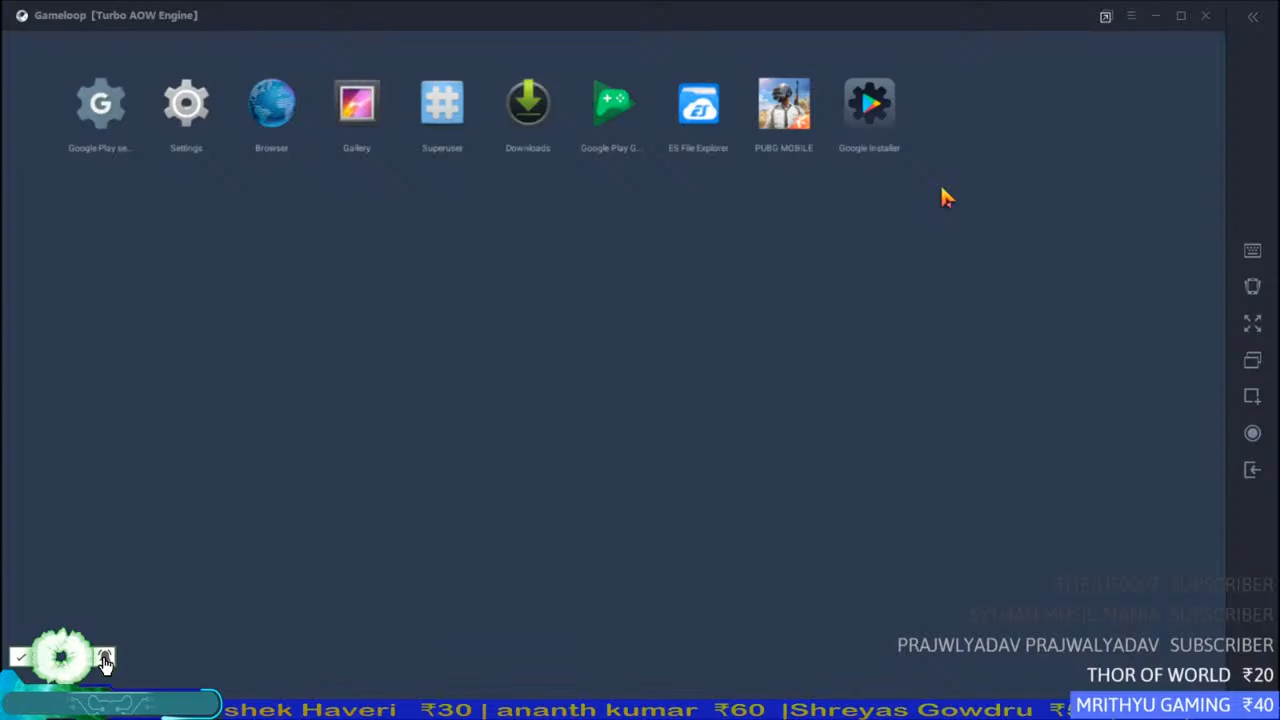 Gameloop [Turbo AOW Engine]
Google Play se...
Settings
Browser
Gallery
Superuser
Downloads
Google Play G...
ES File Explorer
PUBG MOBILE
Google Installer
SUBSCRIBER
SUBSCRIBER
PRAJWLYADAV PRAJWALYADAV SUBSCRIBER
THOR OF WORLD ₹20
MRITHYU GAMING ₹40
shek Haveri ₹30 | ananth kumar ₹60 |Shreyas Gowdru